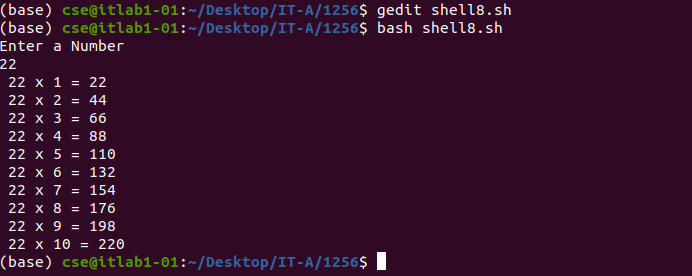 (base) cse@itlab1-01:~/Desktop/IT-A/1256$ gedit shell8.sh
(base) cse@itlab1-01:~/Desktop/IT-A/1256$ bash shell8.sh
Enter a Number
22
 22 x 1 = 22
 22 x 2 = 44
 22 x 3 = 66
 22 x 4 = 88
 22 x 5 = 110
 22 x 6 = 132
 22 x 7 = 154
 22 x 8 = 176
 22 x 9 = 198
 22 x 10 = 220
(base) cse@itlab1-01:~/Desktop/IT-A/1256$